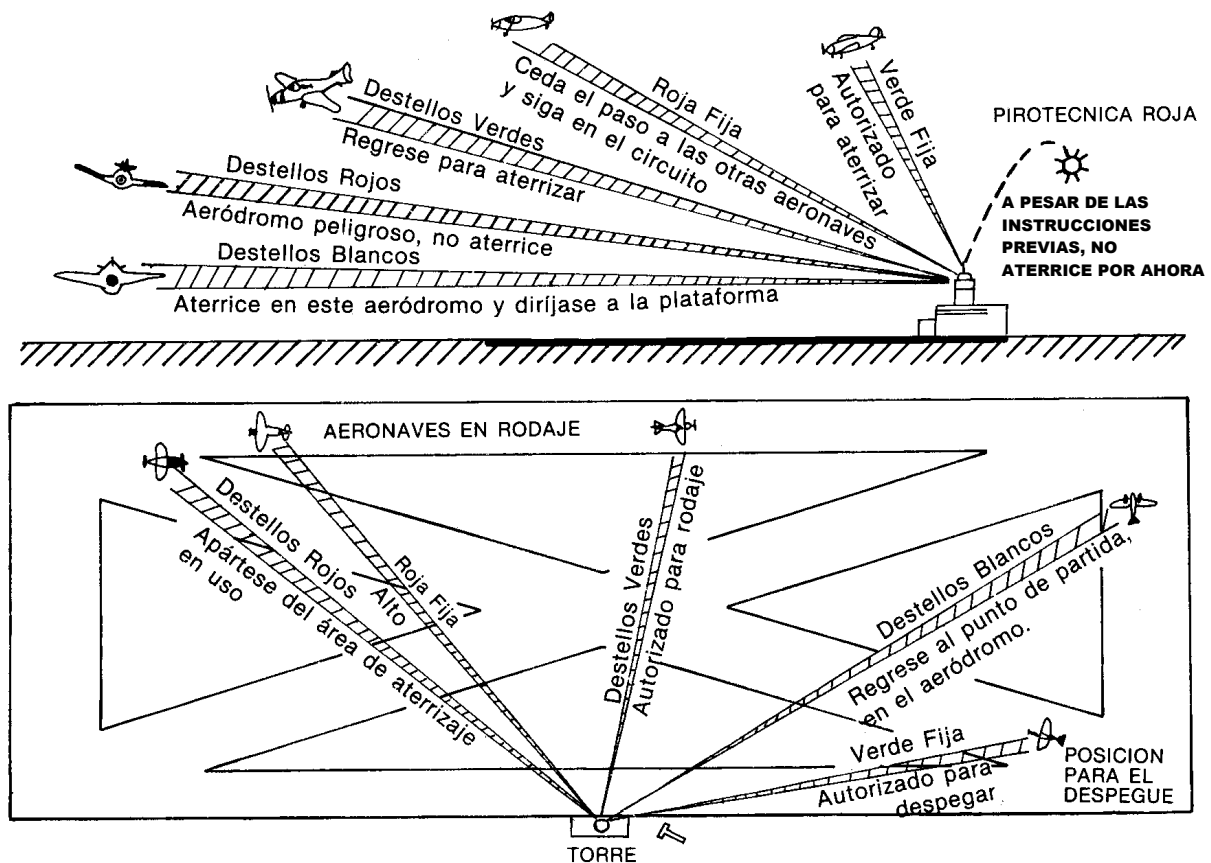 Verde Fija
Autorizado
para aterrizar
Roja Fija
Ceda el paso a las otras aeronaves
y siga en el circuito
Destellos Verdes
Regrese para aterrizar
Destellos Rojos
Aeródromo peligroso, no aterrice
Destellos Blancos
Aterrice en este aeródromo y diríjase a la plataforma
PIROTECNICA ROJA
A PESAR DE LAS
INSTRUCCIONES
PREVIAS, NO
ATERRICE POR AHORA
AERONAVES EN RODAJE
Destellos Rojos
Apártese del área de aterrizaje
en uso
Roja Fija
Alto
Destellos Verdes
Autorizado para rodaje
Destellos Blancos
Regrese al punto de partida,
en el aeródromo.
Verde Fija
Autorizado para
despegar
POSICION
PARA EL
DESPEGUE
TORRE